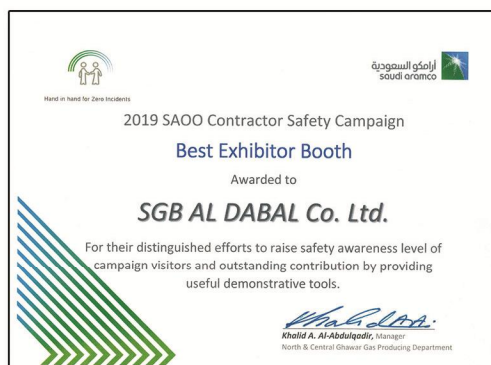 Hand in hand for Zero Incidents
أرامكو السعودية
saudi aramco
2019 SAOO Contractor Safety Campaign
Best Exhibitor Booth
Awarded to
SGB AL DABAL Co. Ltd.
For their distinguished efforts to raise safety awareness level of
campaign visitors and outstanding contribution by providing
useful demonstrative tools.
Khalid A. Al-Abdulqadir, Manager
North & Central Ghawar Gas Producing Department